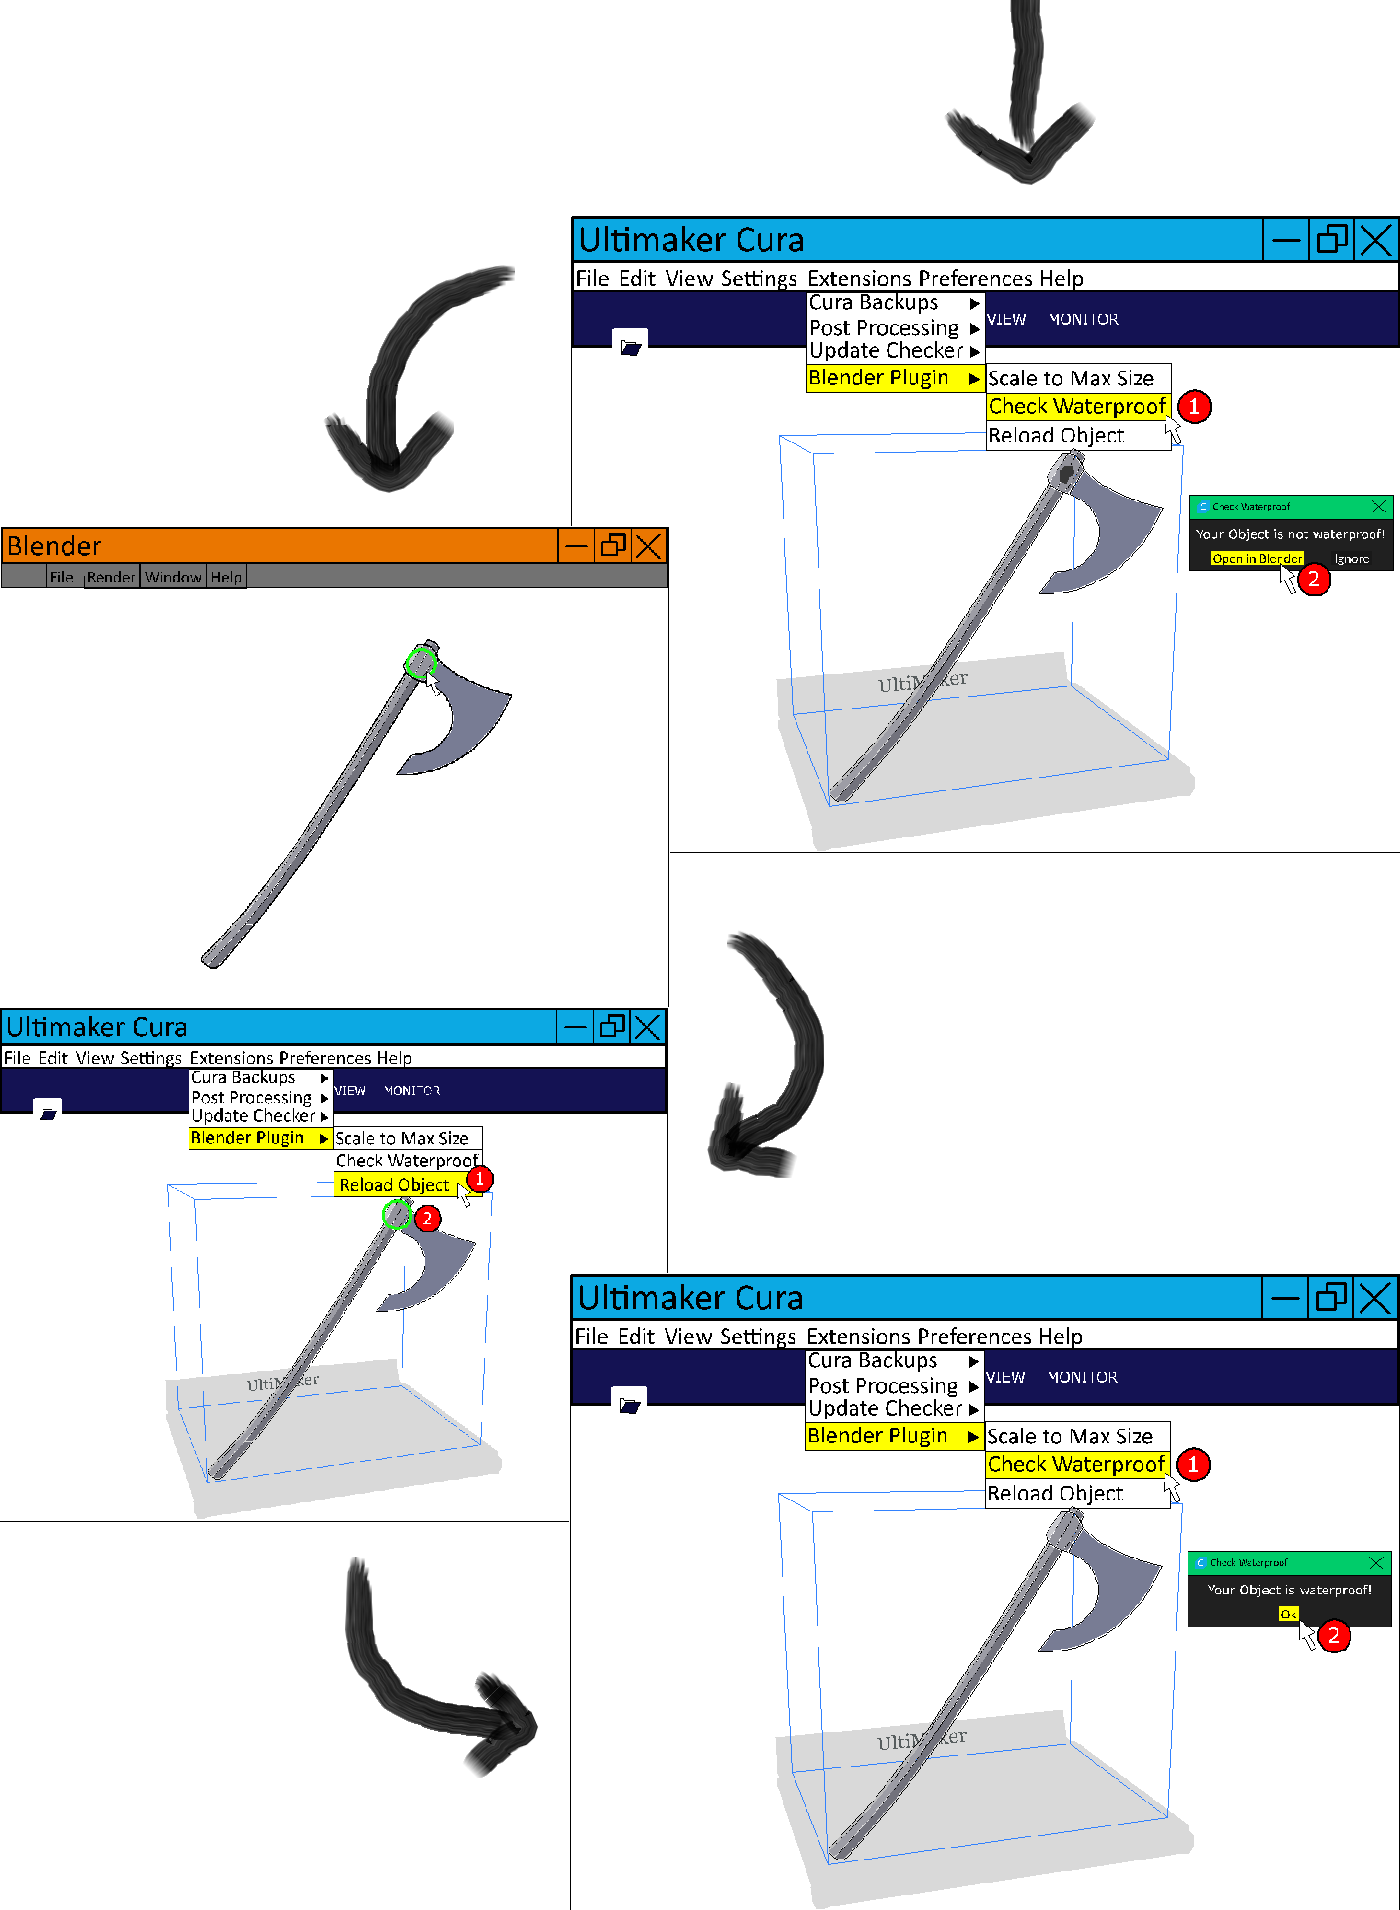 Ultimaker Cura
File Edit View Settings Extensions Preferences Help
Cura Backups
Post Processing
VIEW MONITOR
Update Checker
Blender Plugin
Scale to Max Size
Check Waterproof
1
Reload Object
Check Waterproof
Your Object is not waterproof!
Open in Blender Ignore
2
UltiMaker
Blender
File Render Window Help
Ultimaker Cura
File Edit View Settings Extensions Preferences Help
Cura Backups
Post Processing
VIEW MONITOR
Update Checker
Blender Plugin
Scale to Max Size
Check Waterproof
Reload Object
1
2
UltiMaker
Ultimaker Cura
File Edit View Settings Extensions Preferences Help
Cura Backups
Post Processing
VIEW MONITOR
Update Checker
Blender Plugin
Scale to Max Size
Check Waterproof
1
Reload Object
Check Waterproof
Your Object is waterproof!
Ok
2
UltiMaker